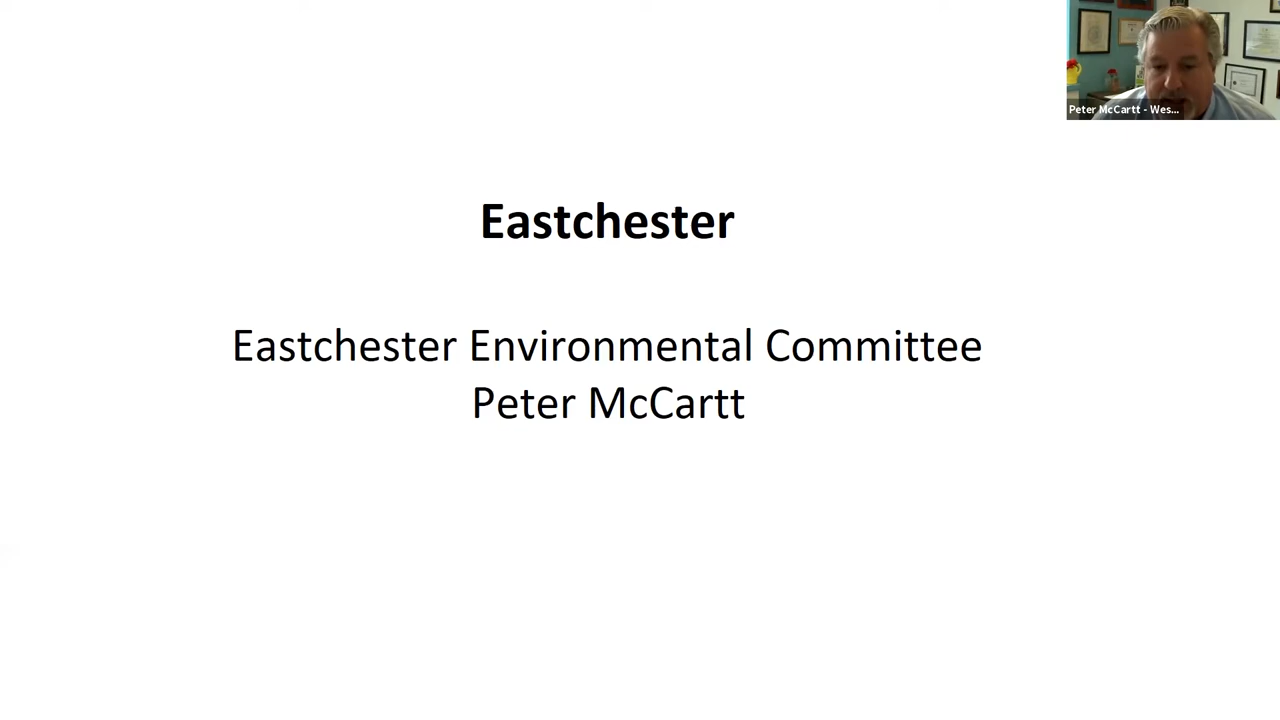 Peter McCartt - Wes...
Eastchester
Eastchester Environmental Committee
Peter McCartt